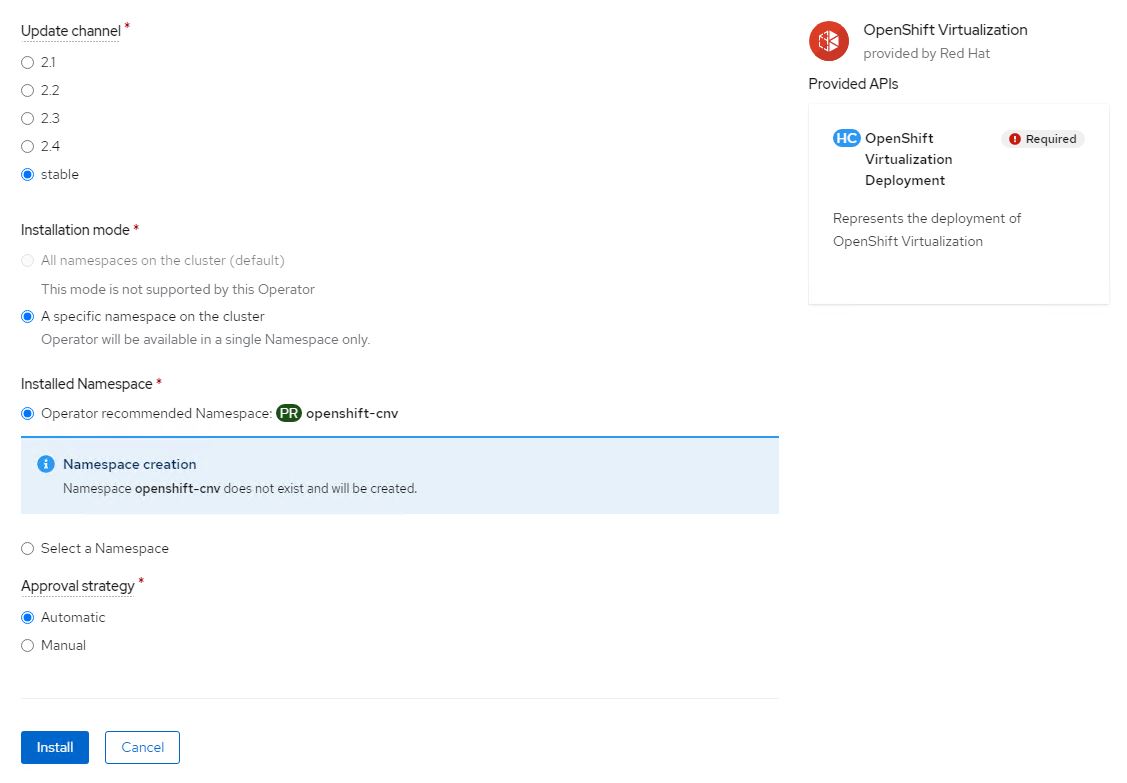 Update channel *
2.1
2.2
2.3
2.4
stable
Installation mode *
All namespaces on the cluster (default)
This mode is not supported by this Operator
A specific namespace on the cluster
Operator will be available in a single Namespace only.
Installed Namespace *
Operator recommended Namespace: PR openshift-cnv
Namespace creation
Namespace openshift-cnv does not exist and will be created.
Select a Namespace
Approval strategy *
Automatic
Manual
Install Cancel
OpenShift Virtualization
provided by Red Hat
Provided APIs
HC OpenShift Required
Virtualization
Deployment
Represents the deployment of
OpenShift Virtualization